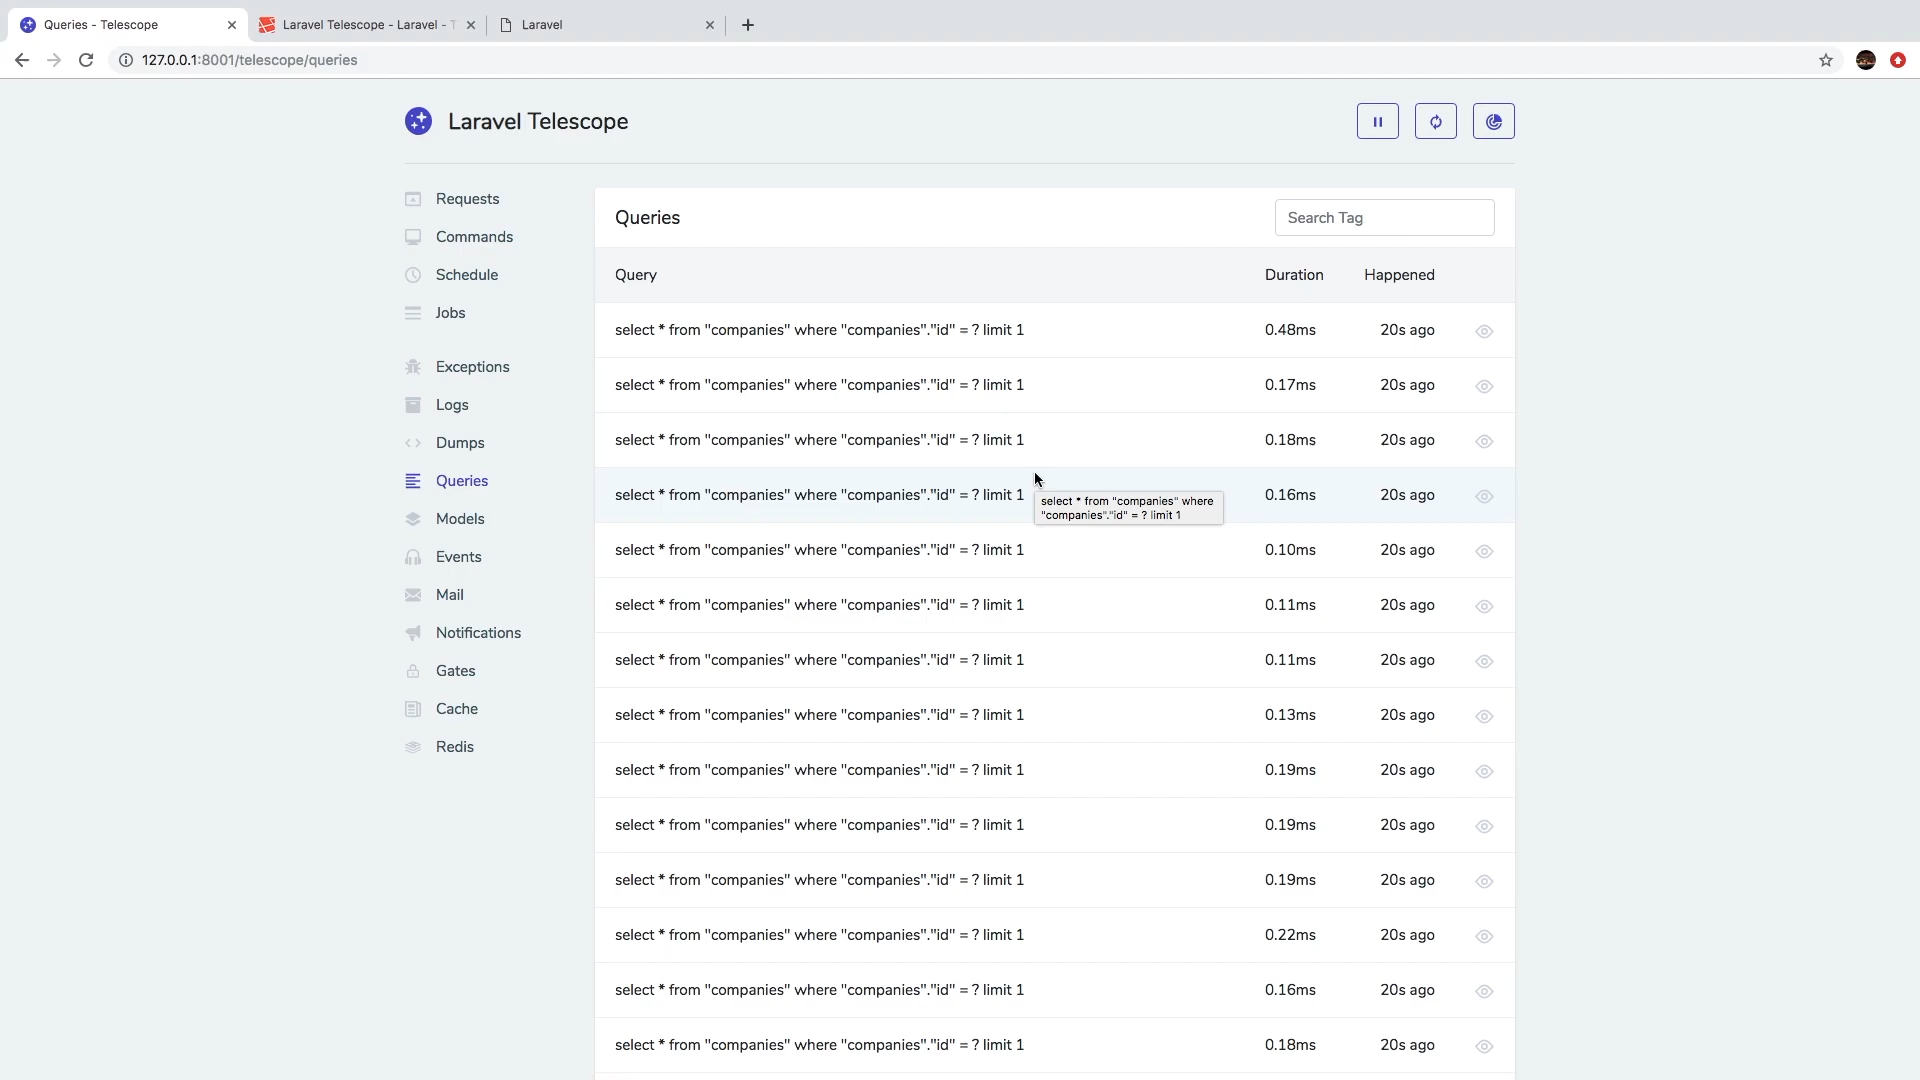 Queries - Telescope
Laravel Telescope - Laravel - T
Laravel
127.0.0.1:8001/telescope/queries
Laravel Telescope
Requests
Commands
Schedule
Jobs
Exceptions
Logs
Dumps
Queries
Models
Events
Mail
Notifications
Gates
Cache
Redis
Queries
Search Tag
Query Duration Happened
select * from "companies" where "companies"."id" = ? limit 1 0.48ms 20s ago
select * from "companies" where "companies"."id" = ? limit 1 0.17ms 20s ago
select * from "companies" where "companies"."id" = ? limit 1 0.18ms 20s ago
select * from "companies" where "companies"."id" = ? limit 1 0.16ms 20s ago
select * from "companies" where
"companies"."id" = ? limit 1
select * from "companies" where "companies"."id" = ? limit 1 0.10ms 20s ago
select * from "companies" where "companies"."id" = ? limit 1 0.11ms 20s ago
select * from "companies" where "companies"."id" = ? limit 1 0.11ms 20s ago
select * from "companies" where "companies"."id" = ? limit 1 0.13ms 20s ago
select * from "companies" where "companies"."id" = ? limit 1 0.19ms 20s ago
select * from "companies" where "companies"."id" = ? limit 1 0.19ms 20s ago
select * from "companies" where "companies"."id" = ? limit 1 0.19ms 20s ago
select * from "companies" where "companies"."id" = ? limit 1 0.22ms 20s ago
select * from "companies" where "companies"."id" = ? limit 1 0.16ms 20s ago
select * from "companies" where "companies"."id" = ? limit 1 0.18ms 20s ago